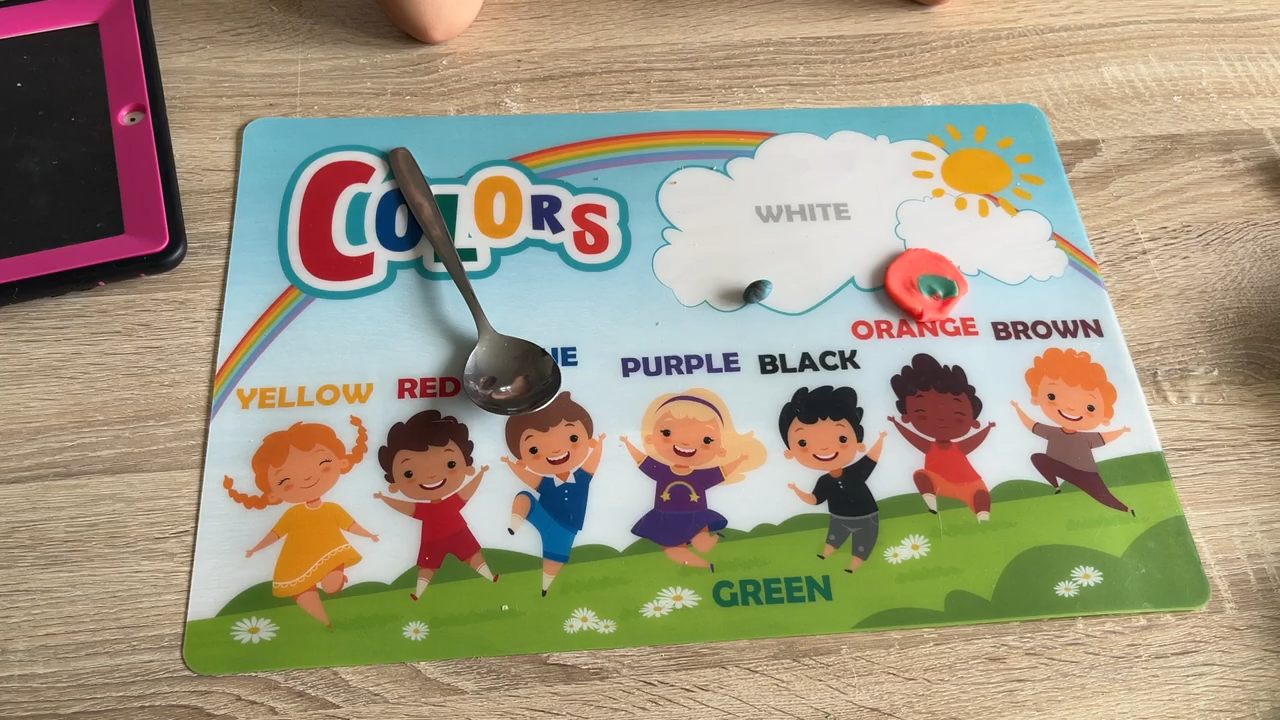 COLORS
WHITE
ORANGE BROWN
PURPLE BLACK
YELLOW RED
GREEN